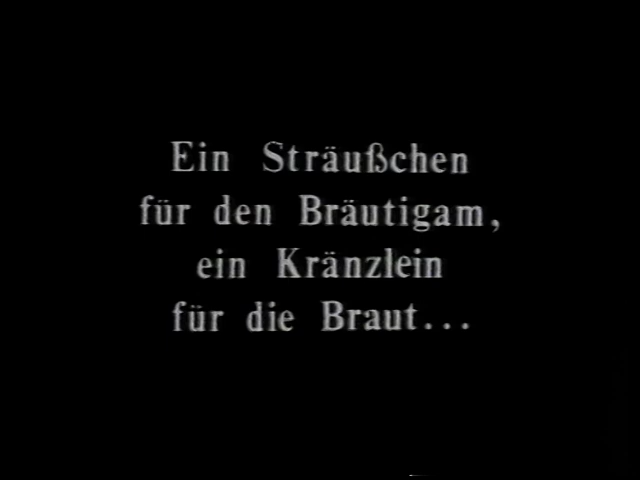 Ein Sträußchen
für den Bräutigam,
ein Kränzlein
für die Braut...